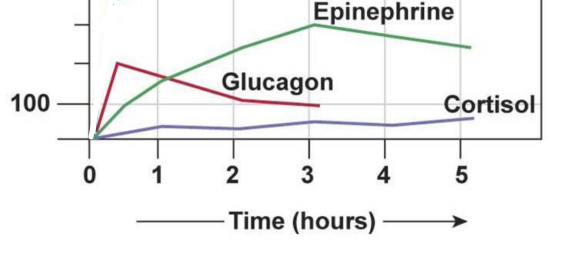 Epinephrine
Glucagon
100
Cortisol
0 1 2 3 4 5
Time (hours)